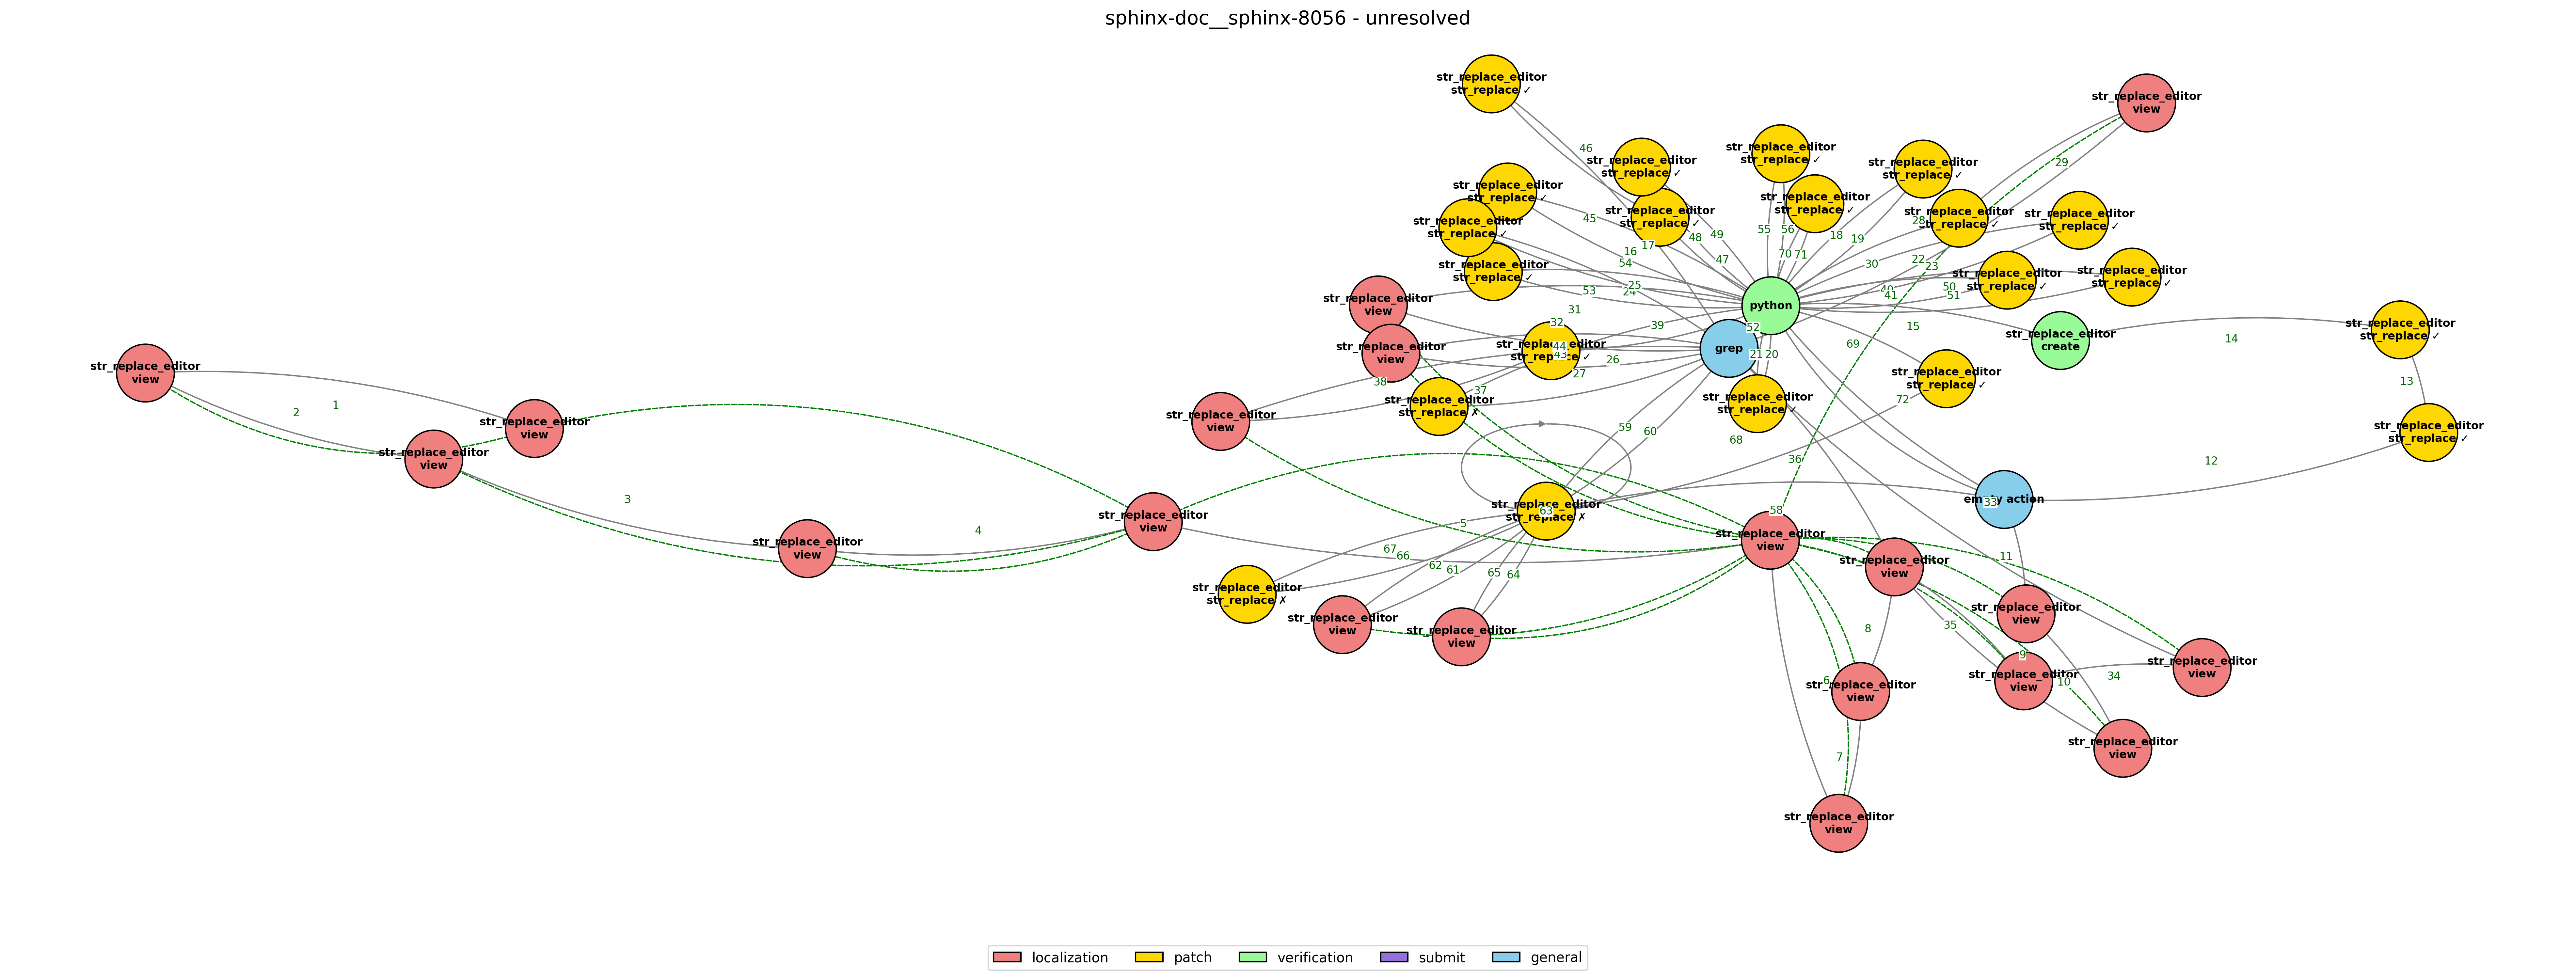 sphinx-doc__sphinx-8056 - unresolved
str_replace_editor
str_replace ✓
str_replace_editor
view
str_replace_editor
str_replace ✓
str_replace_editor
str_replace ✓
str_replace_editor
str_replace ✓
str_replace_editor
str_replace ✓
str_replace_editor
str_replace ✓
str_replace_editor
str_replace ✓
str_replace_editor
str_replace ✓
str_replace_editor
str_replace ✓
str_replace_editor
str_replace ✓
str_replace_editor
str_replace ✓
str_replace_editor
str_replace ✓
str_replace_editor
str_replace ✓
str_replace_editor
str_replace ✓
str_replace_editor
view
python
str_replace_editor
str_replace ✓
str_replace_editor
create
grep
str_replace_editor
view
str_replace_editor
str_replace ✓
str_replace_editor
view
str_replace_editor
str_replace ✓
str_replace_editor
str_replace ✗
str_replace_editor
str_replace ✓
str_replace_editor
view
str_replace_editor
view
str_replace_editor
str_replace ✓
str_replace_editor
view
empty action
str_replace_editor
str_replace ✗
str_replace_editor
view
str_replace_editor
view
str_replace_editor
view
str_replace_editor
view
str_replace_editor
str_replace ✗
str_replace_editor
view
str_replace_editor
view
str_replace_editor
view
str_replace_editor
view
str_replace_editor
view
str_replace_editor
view
str_replace_editor
view
str_replace_editor
view
1
2
3
4
5
6
7
8
9
10
11
12
13
14
15
16
17
18
19
20
21
22
23
24
25
26
27
28
29
30
31
32
33
34
35
36
37
38
39
40
41
43
44
45
46
47
48
49
50
51
52
53
54
55
56
58
59
60
61
62
63
64
65
66
67
68
69
70
71
72
localization
patch
verification
submit
general